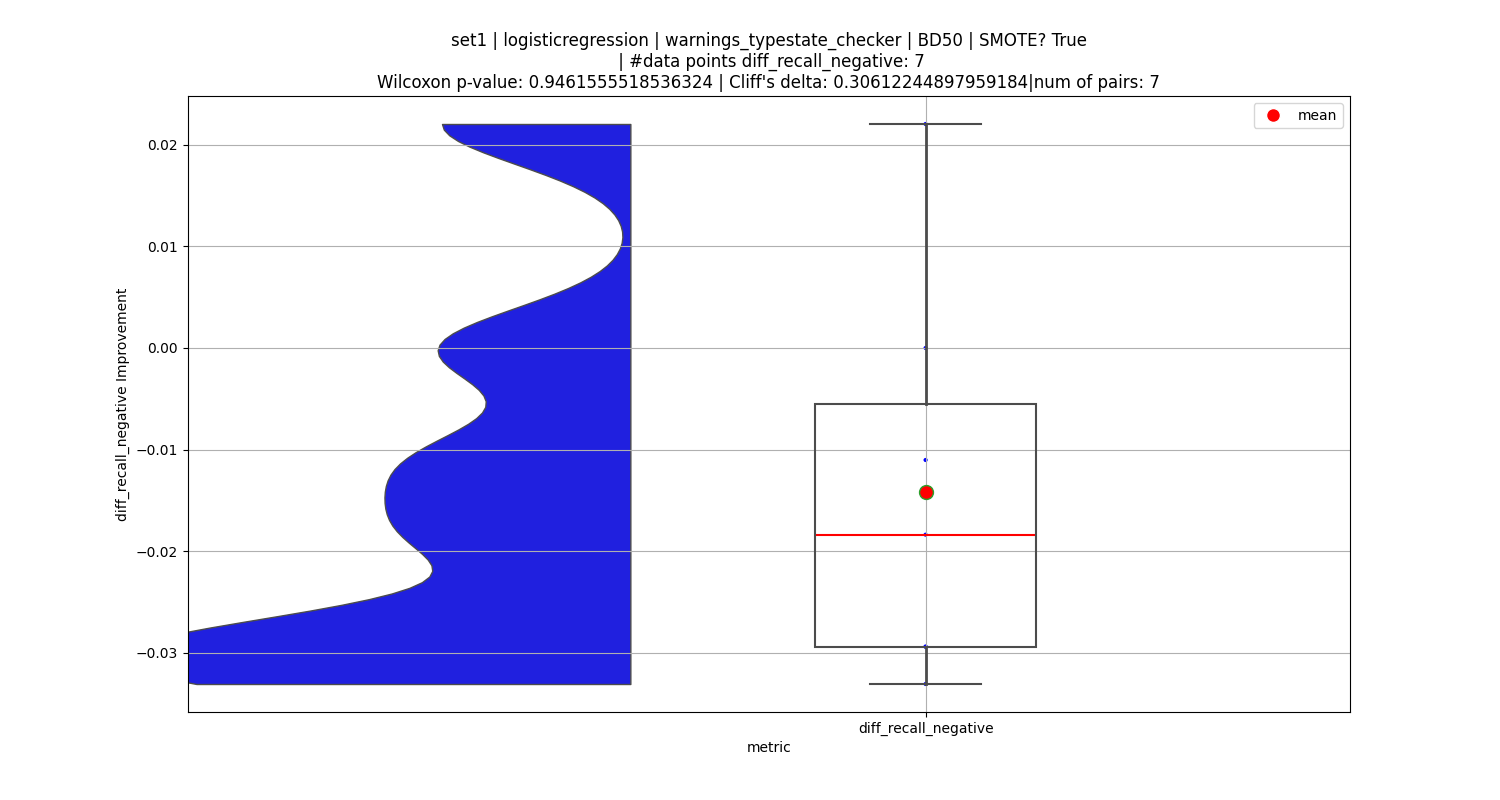 set1 | logisticregression | warnings_typestate_checker | BD50 | SMOTE? True
| #data points diff_recall_negative: 7
Wilcoxon p-value: 0.9461555518536324 | Cliff's delta: 0.30612244897959184|num of pairs: 7
mean
0.02
0.01
0.00
−0.01
−0.02
−0.03
diff_recall_negative Improvement
diff_recall_negative
metric